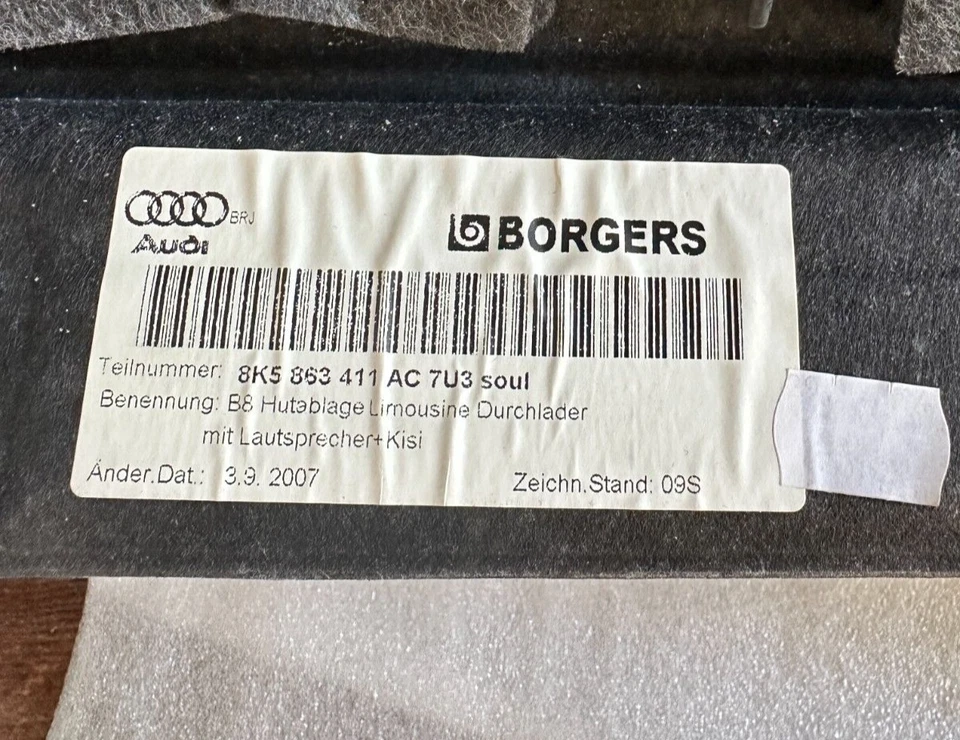 BRJ
Audi
BORGERS
Teilnummer: 8K5 863 411 AC 7U3 soul
Benennung: B8 Hutablage Limousine Durchlader
mit Lautsprecher+Kisi
Änder.Dat.: 3.9. 2007
Zeichn.Stand: 09S